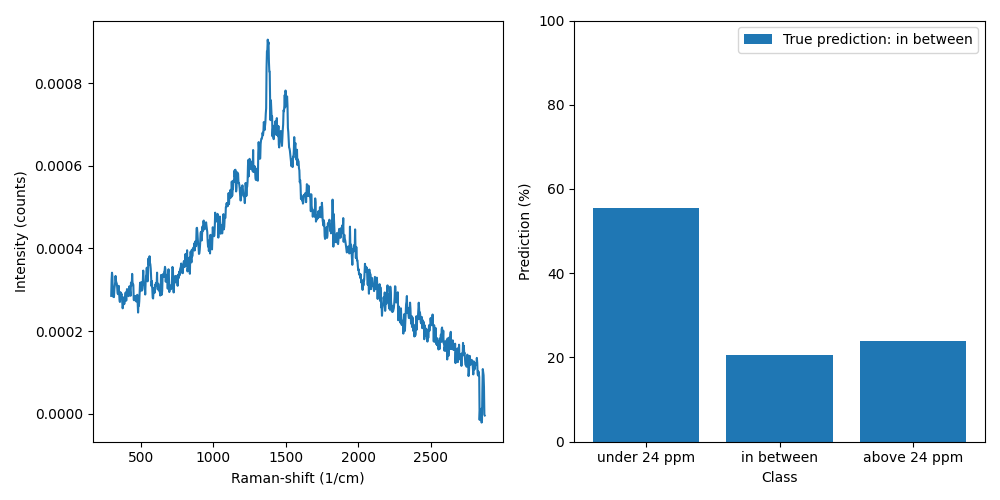 0.0008
0.0006
0.0004
0.0002
0.0000
500 1000 1500 2000 2500
Raman-shift (1/cm)
Intensity (counts)
100
80
60
40
20
0
under 24 ppm in between above 24 ppm
Class
Prediction (%)
True prediction: in between